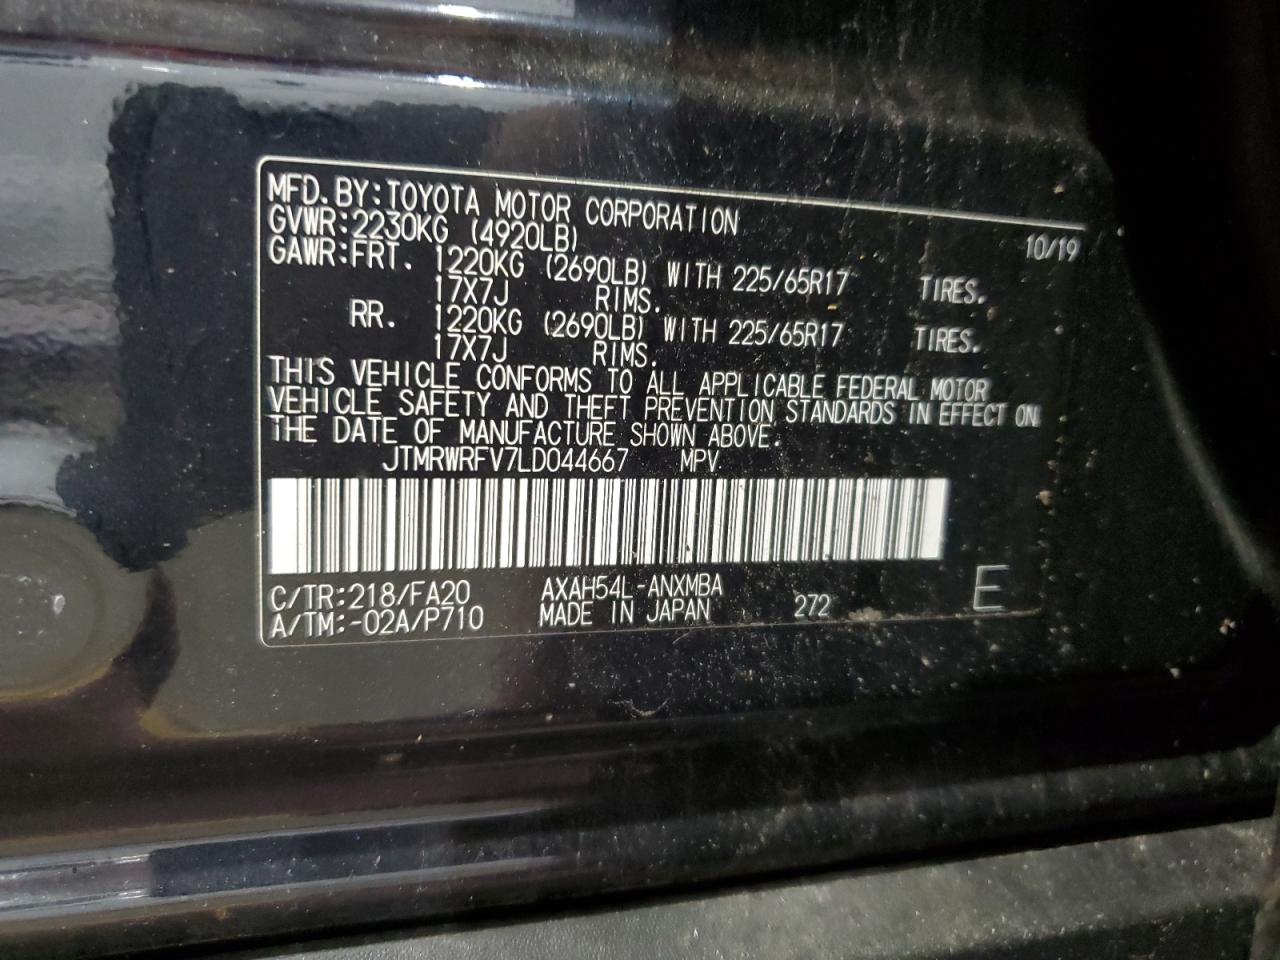 MFD.BY:TOYOTA MOTOR CORPORATION 10/19
GVWR:2230KG (4920LB)
GAWR:FRT. 1220KG (2690LB) WITH 225/65R17 TIRES.
17X7J RIMS.
RR. 1220KG (2690LB) WITH 225/65R17 TIRES.
17X7J RIMS.
THIS VEHICLE CONFORMS TO ALL APPLICABLE FEDERAL MOTOR
VEHICLE SAFETY AND THEFT PREVENTION STANDARDS IN EFFECT ON
THE DATE OF MANUFACTURE SHOWN ABOVE.
JTMRWRFV7LD044667 MPV
C/TR:218/FA20 AXAH54L-ANXMBA
A/TM:-02A/P710 MADE IN JAPAN 272 E